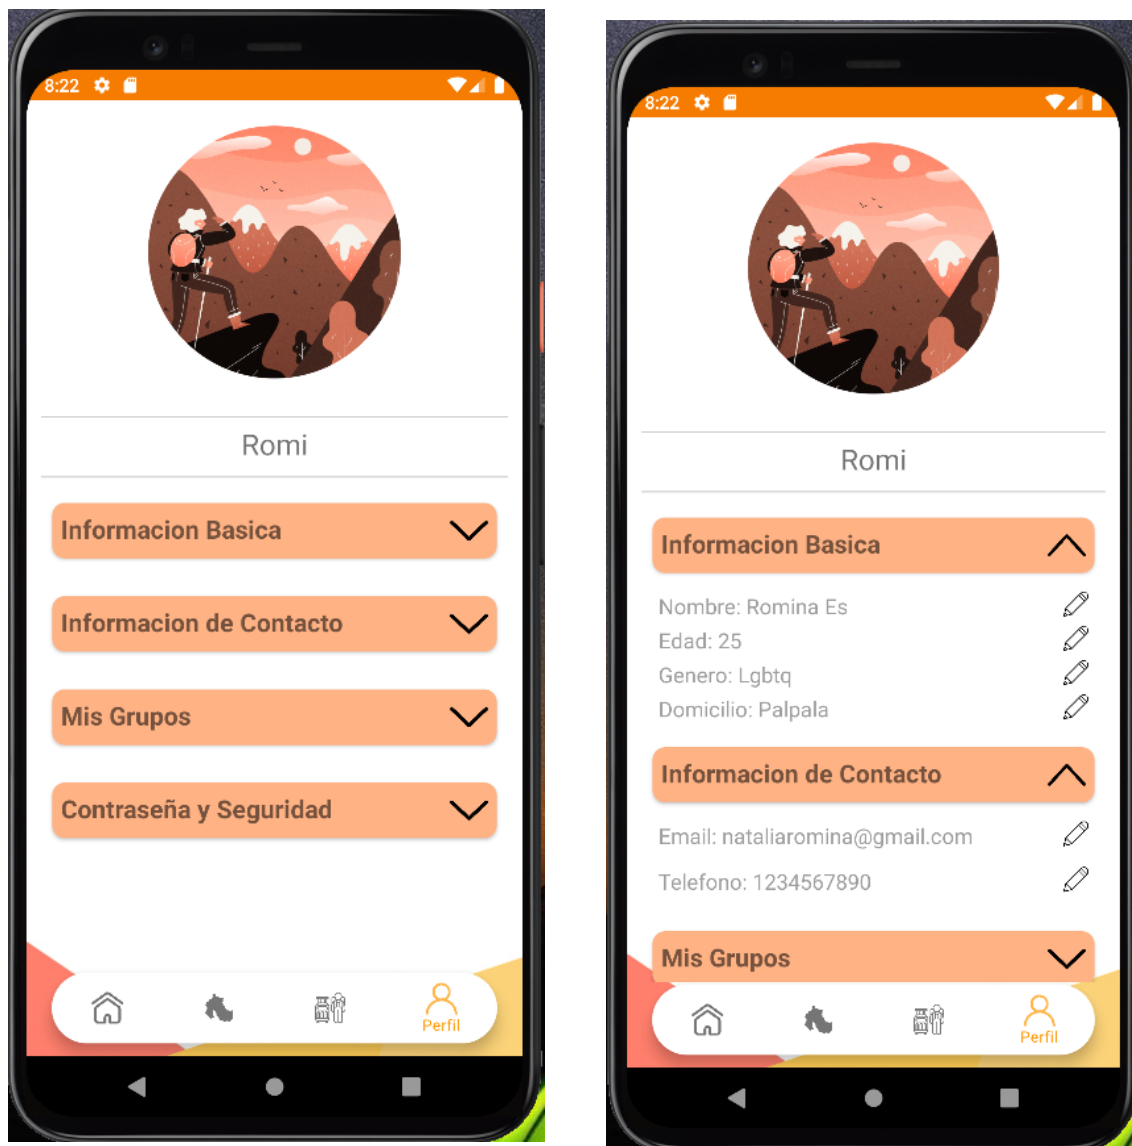 8:22
Romi
Informacion Basica
Informacion de Contacto
Mis Grupos
Contraseña y Seguridad
Perfil
8:22
Romi
Informacion Basica
Nombre: Romina Es
Edad: 25
Genero: Lgbtq
Domicilio: Palpala
Informacion de Contacto
Email: nataliaromina@gmail.com
Telefono: 1234567890
Mis Grupos
Perfil